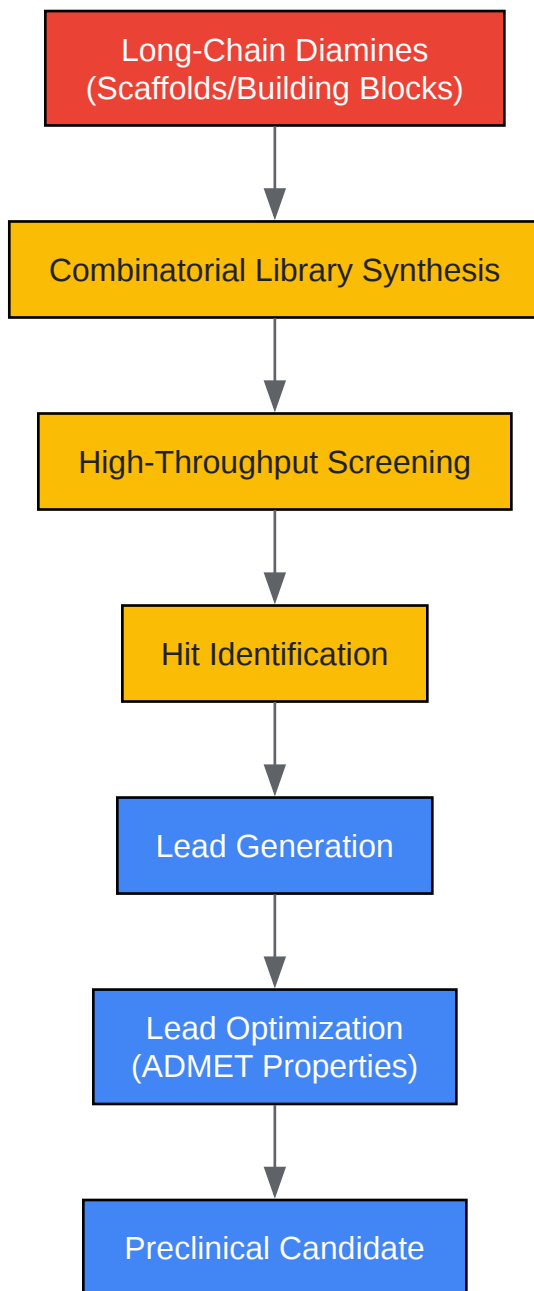 Long-Chain Diamines
(Scaffolds/Building Blocks)
Combinatorial Library Synthesis
High-Throughput Screening
Hit Identification
Lead Generation
Lead Optimization
(ADMET Properties)
Preclinical Candidate